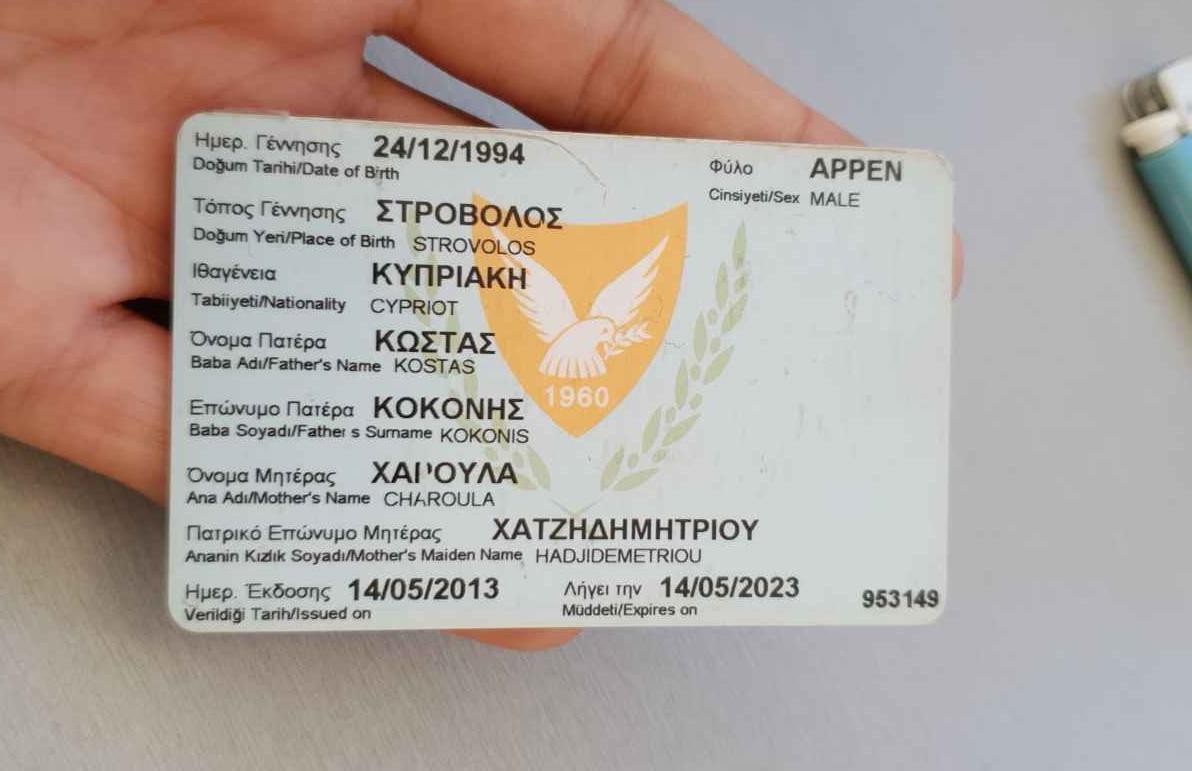 Ημερ. Γέννησης 24/12/1994
Doğum Tarihi/Date of Birth
Φύλο ΑΡΡΕΝ
Cinsiyeti/Sex MALE
Τόπος Γέννησης ΣΤΡΟΒΟΛΟΣ
Doğum Yeri/Place of Birth STROVOLOS
Ιθαγένεια ΚΥΠΡΙΑΚΗ
Tabiiyeti/Nationality CYPRIOT
Όνομα Πατέρα ΚΩΣΤΑΣ
Baba Adı/Father's Name KOSTAS
1960
Επώνυμο Πατέρα ΚΟΚΟΝΗΣ
Baba Soyadı/Father s Surname KOKONIS
Όνομα Μητέρας ΧΑΡΟΥΛΑ
Ana Adı/Mother's Name CHAROULA
Πατρικό Επώνυμο Μητέρας ΧΑΤΖΗΔΗΜΗΤΡΙΟΥ
Ananin Kızlık Soyadı/Mother's Maiden Name HADJIDEMETRIOU
Ημερ. Έκδοσης 14/05/2013 Λήγει την 14/05/2023
Verildiği Tarih/Issued on Müddeti/Expires on
953149